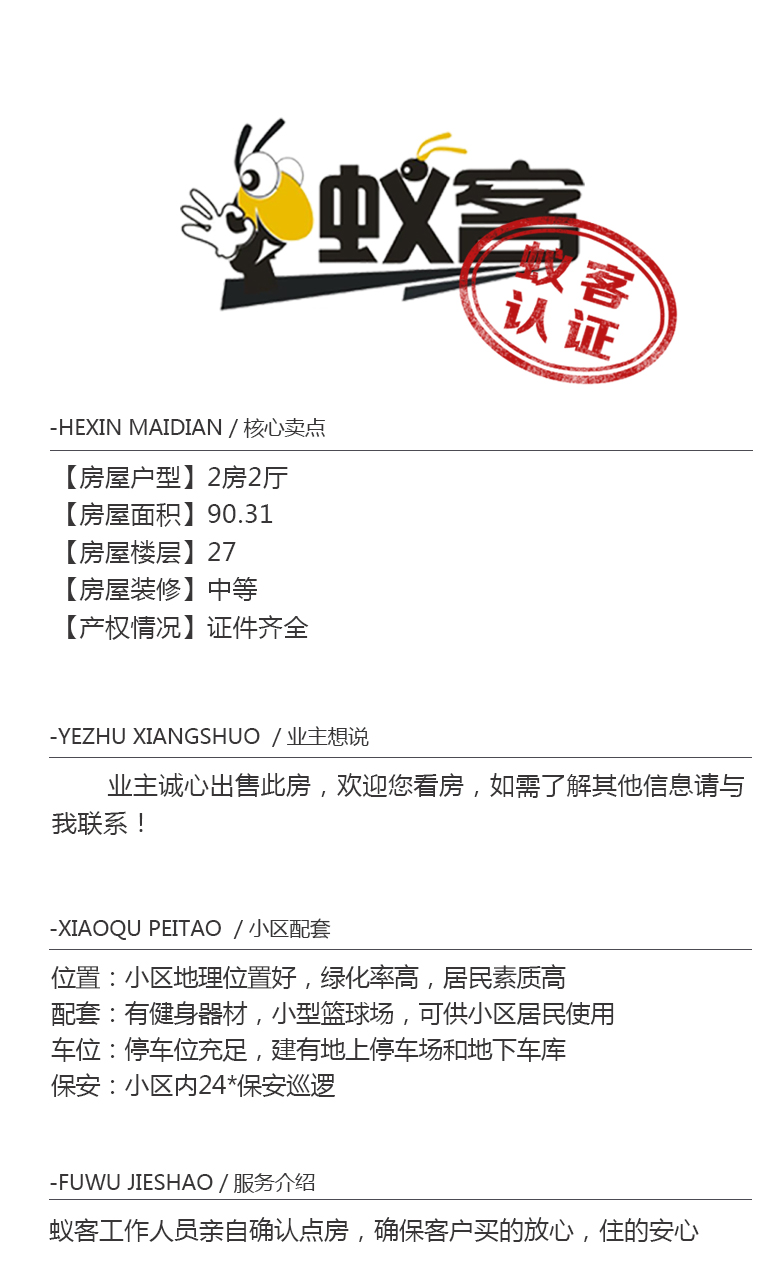 蚁客
蚁客
认证
-HEXIN MAIDIAN / 核心卖点
【房屋户型】2房2厅
【房屋面积】90.31
【房屋楼层】27
【房屋装修】中等
【产权情况】证件齐全
-YEZHU XIANGSHUO / 业主想说
业主诚心出售此房，欢迎您看房，如需了解其他信息请与
我联系！
-XIAOQU PEITAO / 小区配套
位置：小区地理位置好，绿化率高，居民素质高
配套：有健身器材，小型篮球场，可供小区居民使用
车位：停车位充足，建有地上停车场和地下车库
保安：小区内24*保安巡逻
-FUWU JIESHAO / 服务介绍
蚁客工作人员亲自确认点房，确保客户买的放心，住的安心